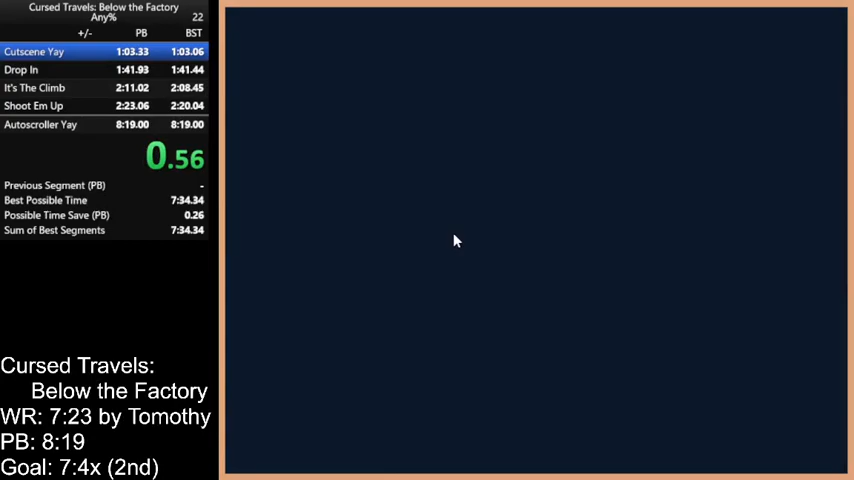 Cursed Travels: Below the Factory
Any% 22
+/- PB BST
Cutscene Yay 1:03.33 1:03.06
Drop In 1:41.93 1:41.44
It's The Climb 2:11.02 2:08.45
Shoot Em Up 2:23.06 2:20.04
Autoscroller Yay 8:19.00 8:19.00
0.56
Previous Segment (PB) -
Best Possible Time 7:34.34
Possible Time Save (PB) 0.26
Sum of Best Segments 7:34.34
Cursed Travels:
Below the Factory
WR: 7:23 by Tomothy
PB: 8:19
Goal: 7:4x (2nd)